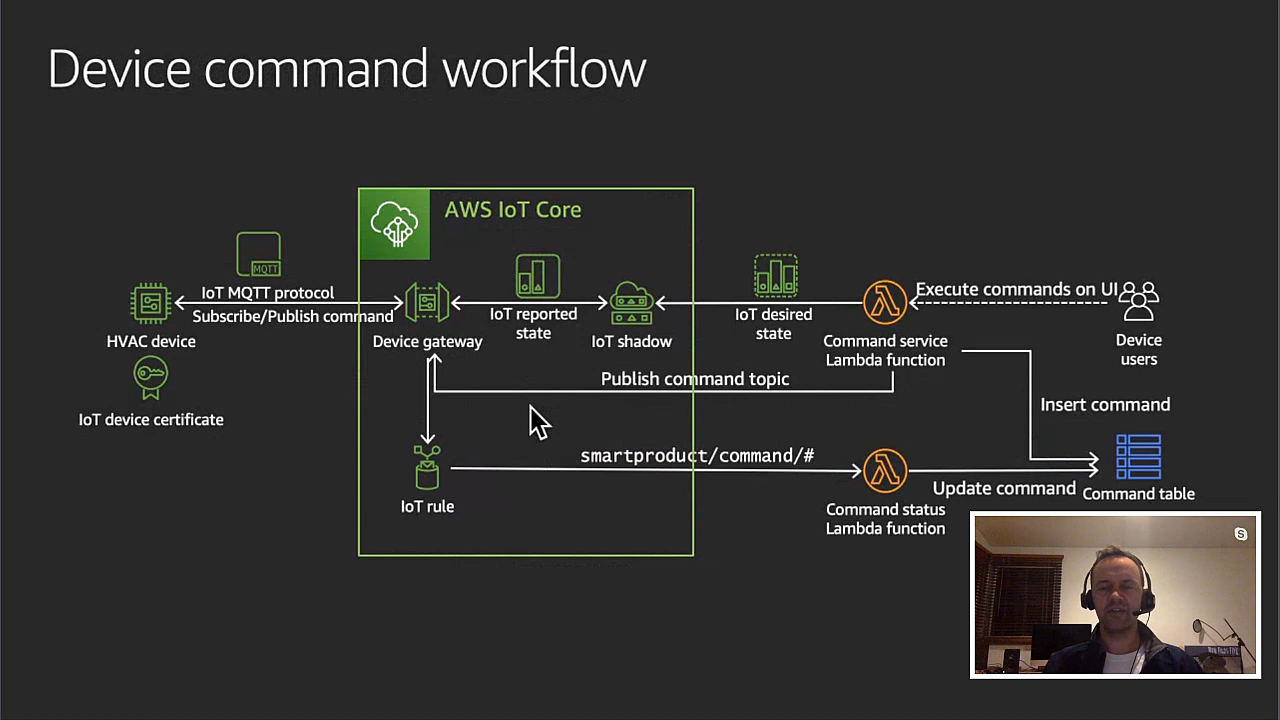 Device command workflow
AWS IoT Core
MQTT
IoT MQTT protocol
Subscribe/Publish command
HVAC device
IoT device certificate
Device gateway
IoT reported
state
IoT shadow
IoT desired
state
Command service
Lambda function
Execute commands on UI
Device
users
Publish command topic
Insert command
smartproduct/command/#
IoT rule
Command status
Lambda function
Update command
Command table